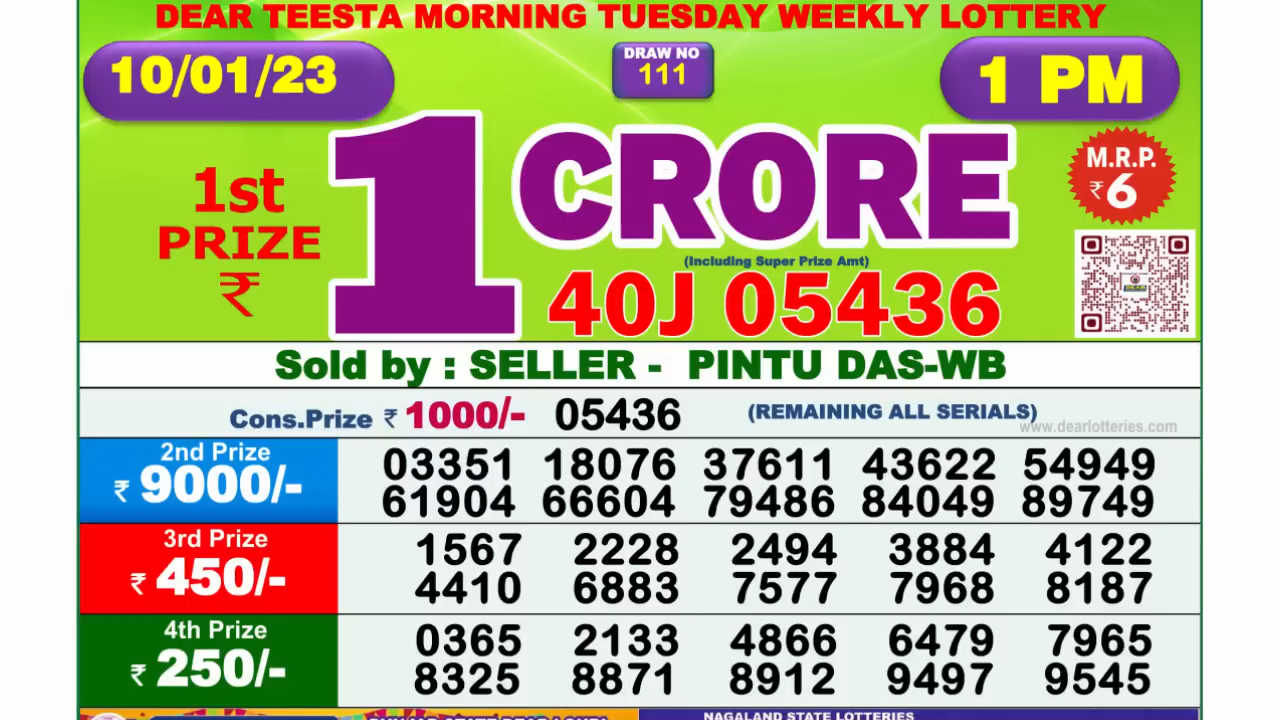 DEAR TEESTA MORNING TUESDAY WEEKLY LOTTERY
10/01/23
DRAW NO
111
1 PM
1st
PRIZE
₹
1 CRORE
M.R.P.
₹ 6
(Including Super Prize Amt)
40J 05436
Sold by : SELLER - PINTU DAS-WB
Cons.Prize ₹ 1000/- 05436 (REMAINING ALL SERIALS)
www.dearlotteries.com
2nd Prize
₹ 9000/-
03351 18076 37611 43622 54949
61904 66604 79486 84049 89749
3rd Prize
₹ 450/-
1567 2228 2494 3884 4122
4410 6883 7577 7968 8187
4th Prize
₹ 250/-
0365 2133 4866 6479 7965
8325 8871 8912 9497 9545
NAGALAND STATE LOTTERIES